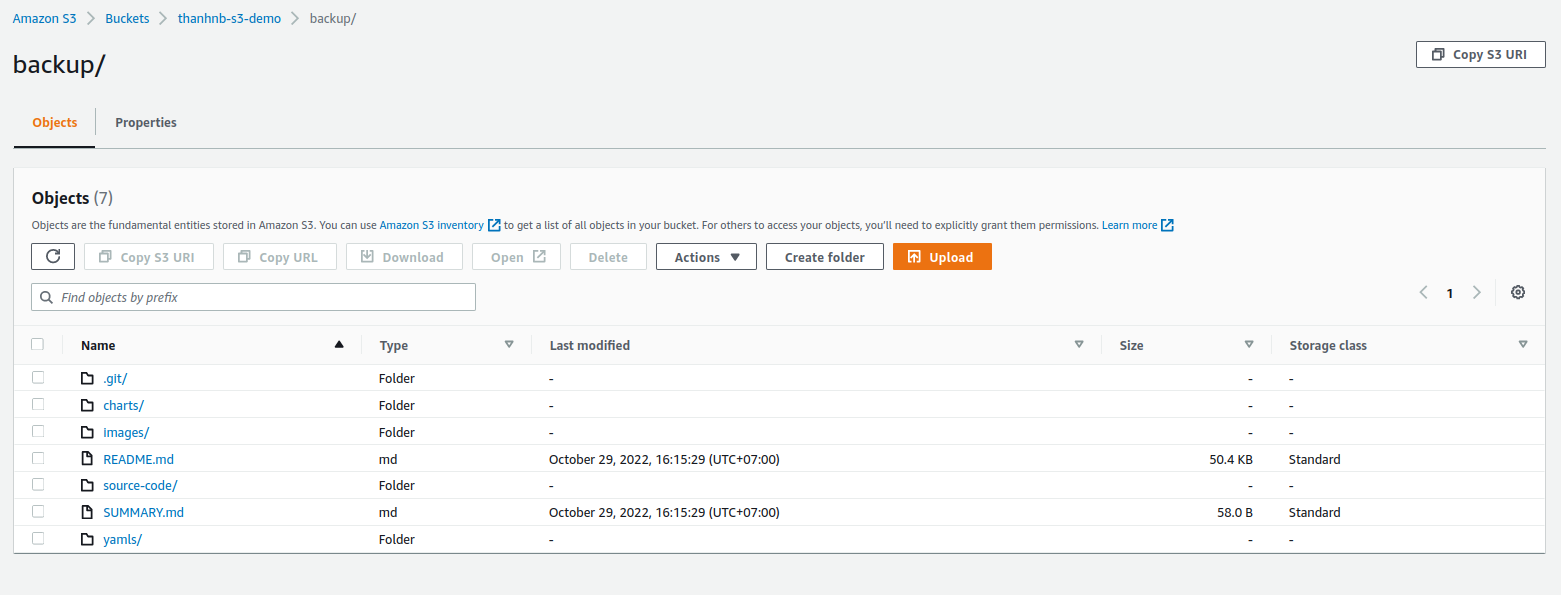 Amazon S3 > Buckets > thanhnb-s3-demo > backup/
backup/
Copy S3 URI
Objects
Properties
Objects (7)
Objects are the fundamental entities stored in Amazon S3. You can use Amazon S3 inventory to get a list of all objects in your bucket. For others to access your objects, you'll need to explicitly grant them permissions. Learn more
Copy S3 URI Copy URL Download Open Delete Actions Create folder Upload
Find objects by prefix
1
Name Type Last modified Size Storage class
.git/ Folder - - -
charts/ Folder - - -
images/ Folder - - -
README.md md October 29, 2022, 16:15:29 (UTC+07:00) 50.4 KB Standard
source-code/ Folder - - -
SUMMARY.md md October 29, 2022, 16:15:29 (UTC+07:00) 58.0 B Standard
yamls/ Folder - - -